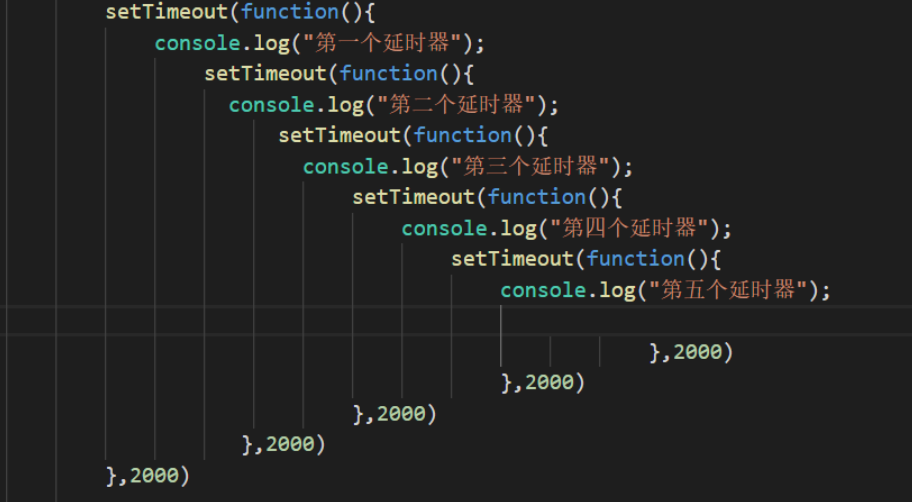 setTimeout(function(){
console.log("第一个延时器");
setTimeout(function(){
console.log("第二个延时器");
setTimeout(function(){
console.log("第三个延时器");
setTimeout(function(){
console.log("第四个延时器");
setTimeout(function(){
console.log("第五个延时器");
},2000)
},2000)
},2000)
},2000)
},2000)